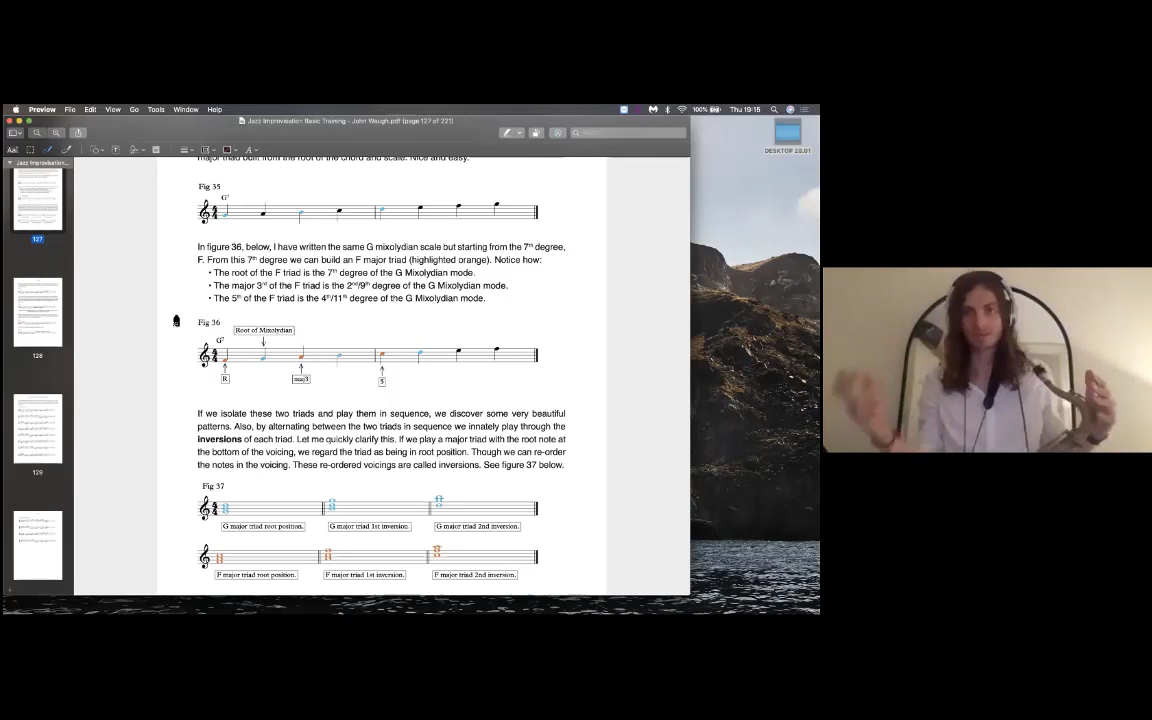 Preview File Edit View Go Tools Window Help 100% Thu 19:15
Jazz Improvisation Basic Training - John Waugh.pdf (page 127 of 221)
Jazz Improvisation...
DESKTOP 28.01
127
128
129
major triad built from the root of the chord and scale. Nice and easy.
Fig 35
G7
In figure 36, below, I have written the same G mixolydian scale but starting from the 7th degree,
F. From this 7th degree we can build an F major triad (highlighted orange). Notice how:
• The root of the F triad is the 7th degree of the G Mixolydian mode.
• The major 3rd of the F triad is the 2nd/9th degree of the G Mixolydian mode.
• The 5th of the F triad is the 4th/11th degree of the G Mixolydian mode.
Fig 36
Root of Mixolydian
G7
R
maj3
5
If we isolate these two triads and play them in sequence, we discover some very beautiful
patterns. Also, by alternating between the two triads in sequence we innately play through the
inversions of each triad. Let me quickly clarify this. If we play a major triad with the root note at
the bottom of the voicing, we regard the triad as being in root position. Though we can re-order
the notes in the voicing. These re-ordered voicings are called inversions. See figure 37 below.
Fig 37
G major triad root position. G major triad 1st inversion. G major triad 2nd inversion.
F major triad root position. F major triad 1st inversion. F major triad 2nd inversion.